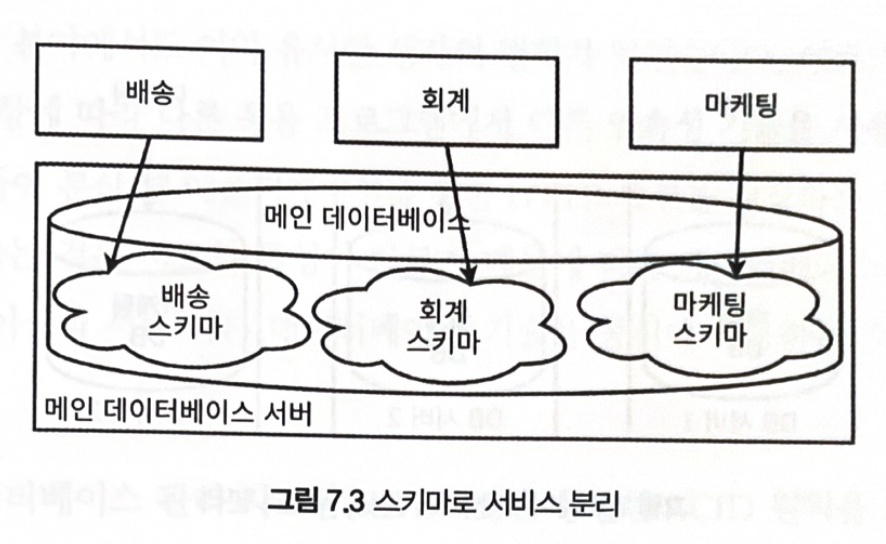 배송
회계
마케팅
메인 데이터베이스
배송
스키마
회계
스키마
마케팅
스키마
메인 데이터베이스 서버
그림 7.3 스키마로 서비스 분리